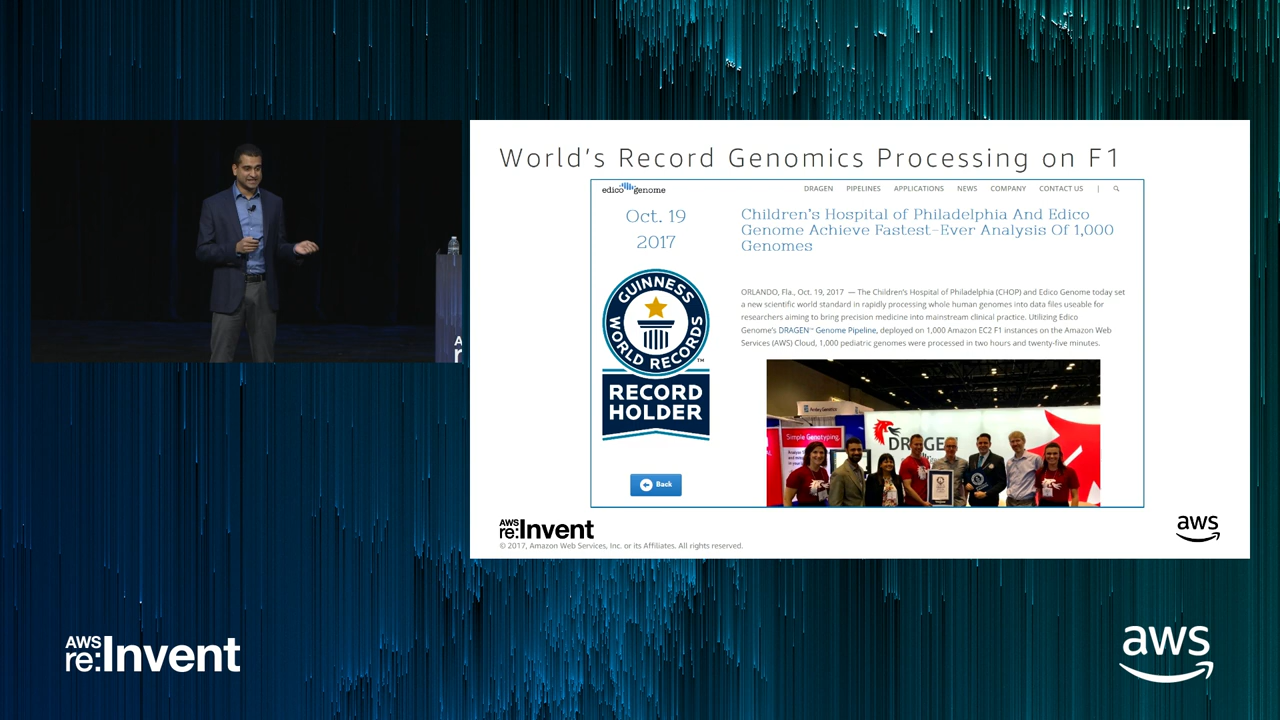 World's Record Genomics Processing on F1
edico genome
DRAGEN PIPELINES APPLICATIONS NEWS COMPANY CONTACT US |
Oct. 19
2017
Children's Hospital of Philadelphia And Edico
Genome Achieve Fastest-Ever Analysis Of 1,000
Genomes
ORLANDO, Fla., Oct. 19, 2017 — The Children's Hospital of Philadelphia (CHOP) and Edico Genome today set
a new scientific world standard in rapidly processing whole human genomes into data files useable for
researchers aiming to bring precision medicine into mainstream clinical practice. Utilizing Edico
Genome's DRAGEN™ Genome Pipeline, deployed on 1,000 Amazon EC2 F1 instances on the Amazon Web
Services (AWS) Cloud, 1,000 pediatric genomes were processed in two hours and twenty-five minutes.
GUINNESS
WORLD RECORDS
™
RECORD
HOLDER
Simple Genotyping.
DRAGE
Back
AWS
re:Invent
aws
© 2017, Amazon Web Services, Inc. or its Affiliates. All rights reserved.
A
r
AWS
re:Invent
aws